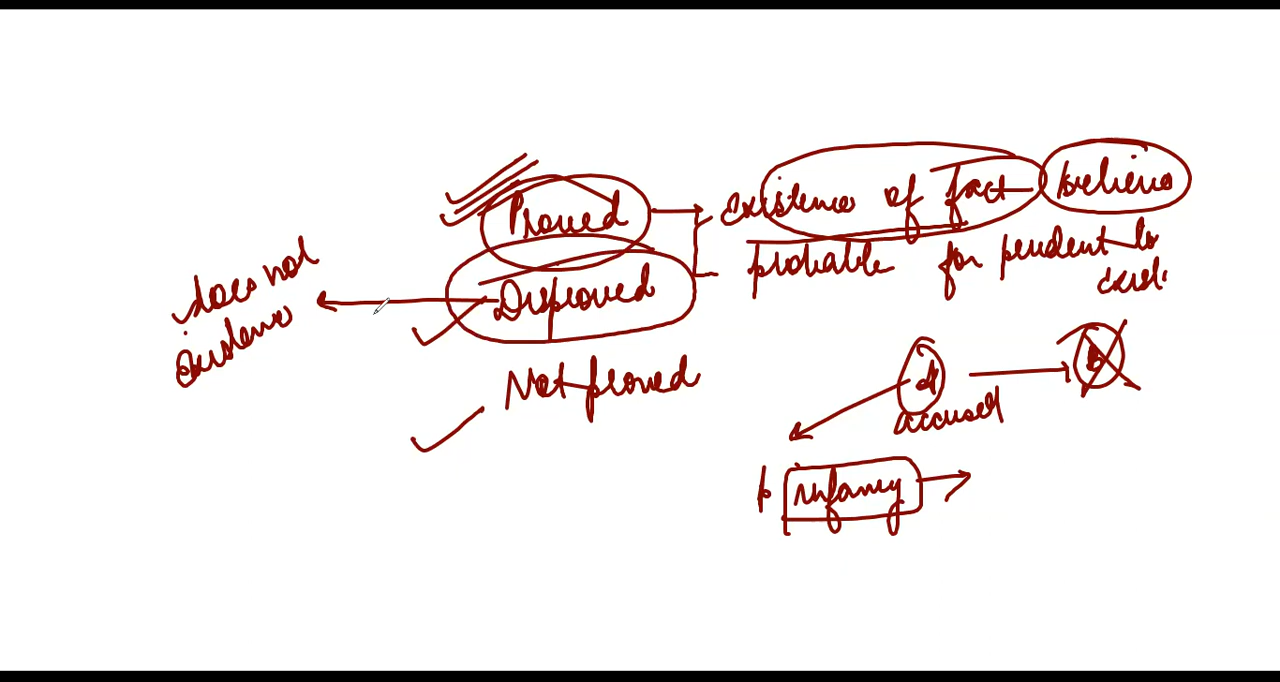 Proved
existence of fact believe
probable for prudent to
exist
Disproved
does not
existence
Not proved
A
B
accused
infancy